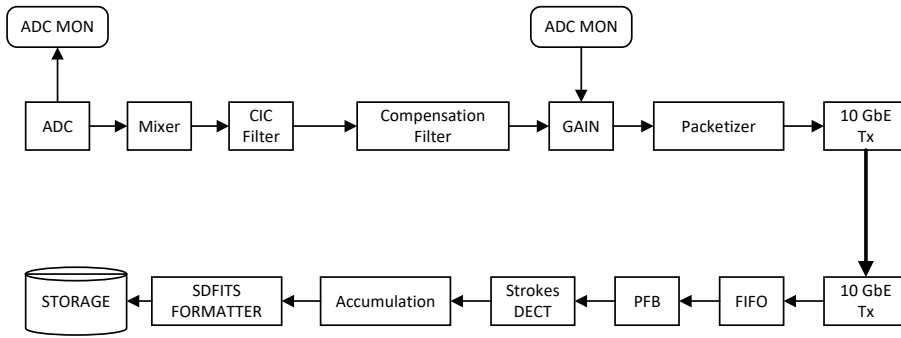 ADC MON
ADC MON
ADC
Mixer
CIC
Filter
Compensation
Filter
GAIN
Packetizer
10 GbE
Tx
STORAGE
SDFITS
FORMATTER
Accumulation
Strokes
DECT
PFB
FIFO
10 GbE
Tx